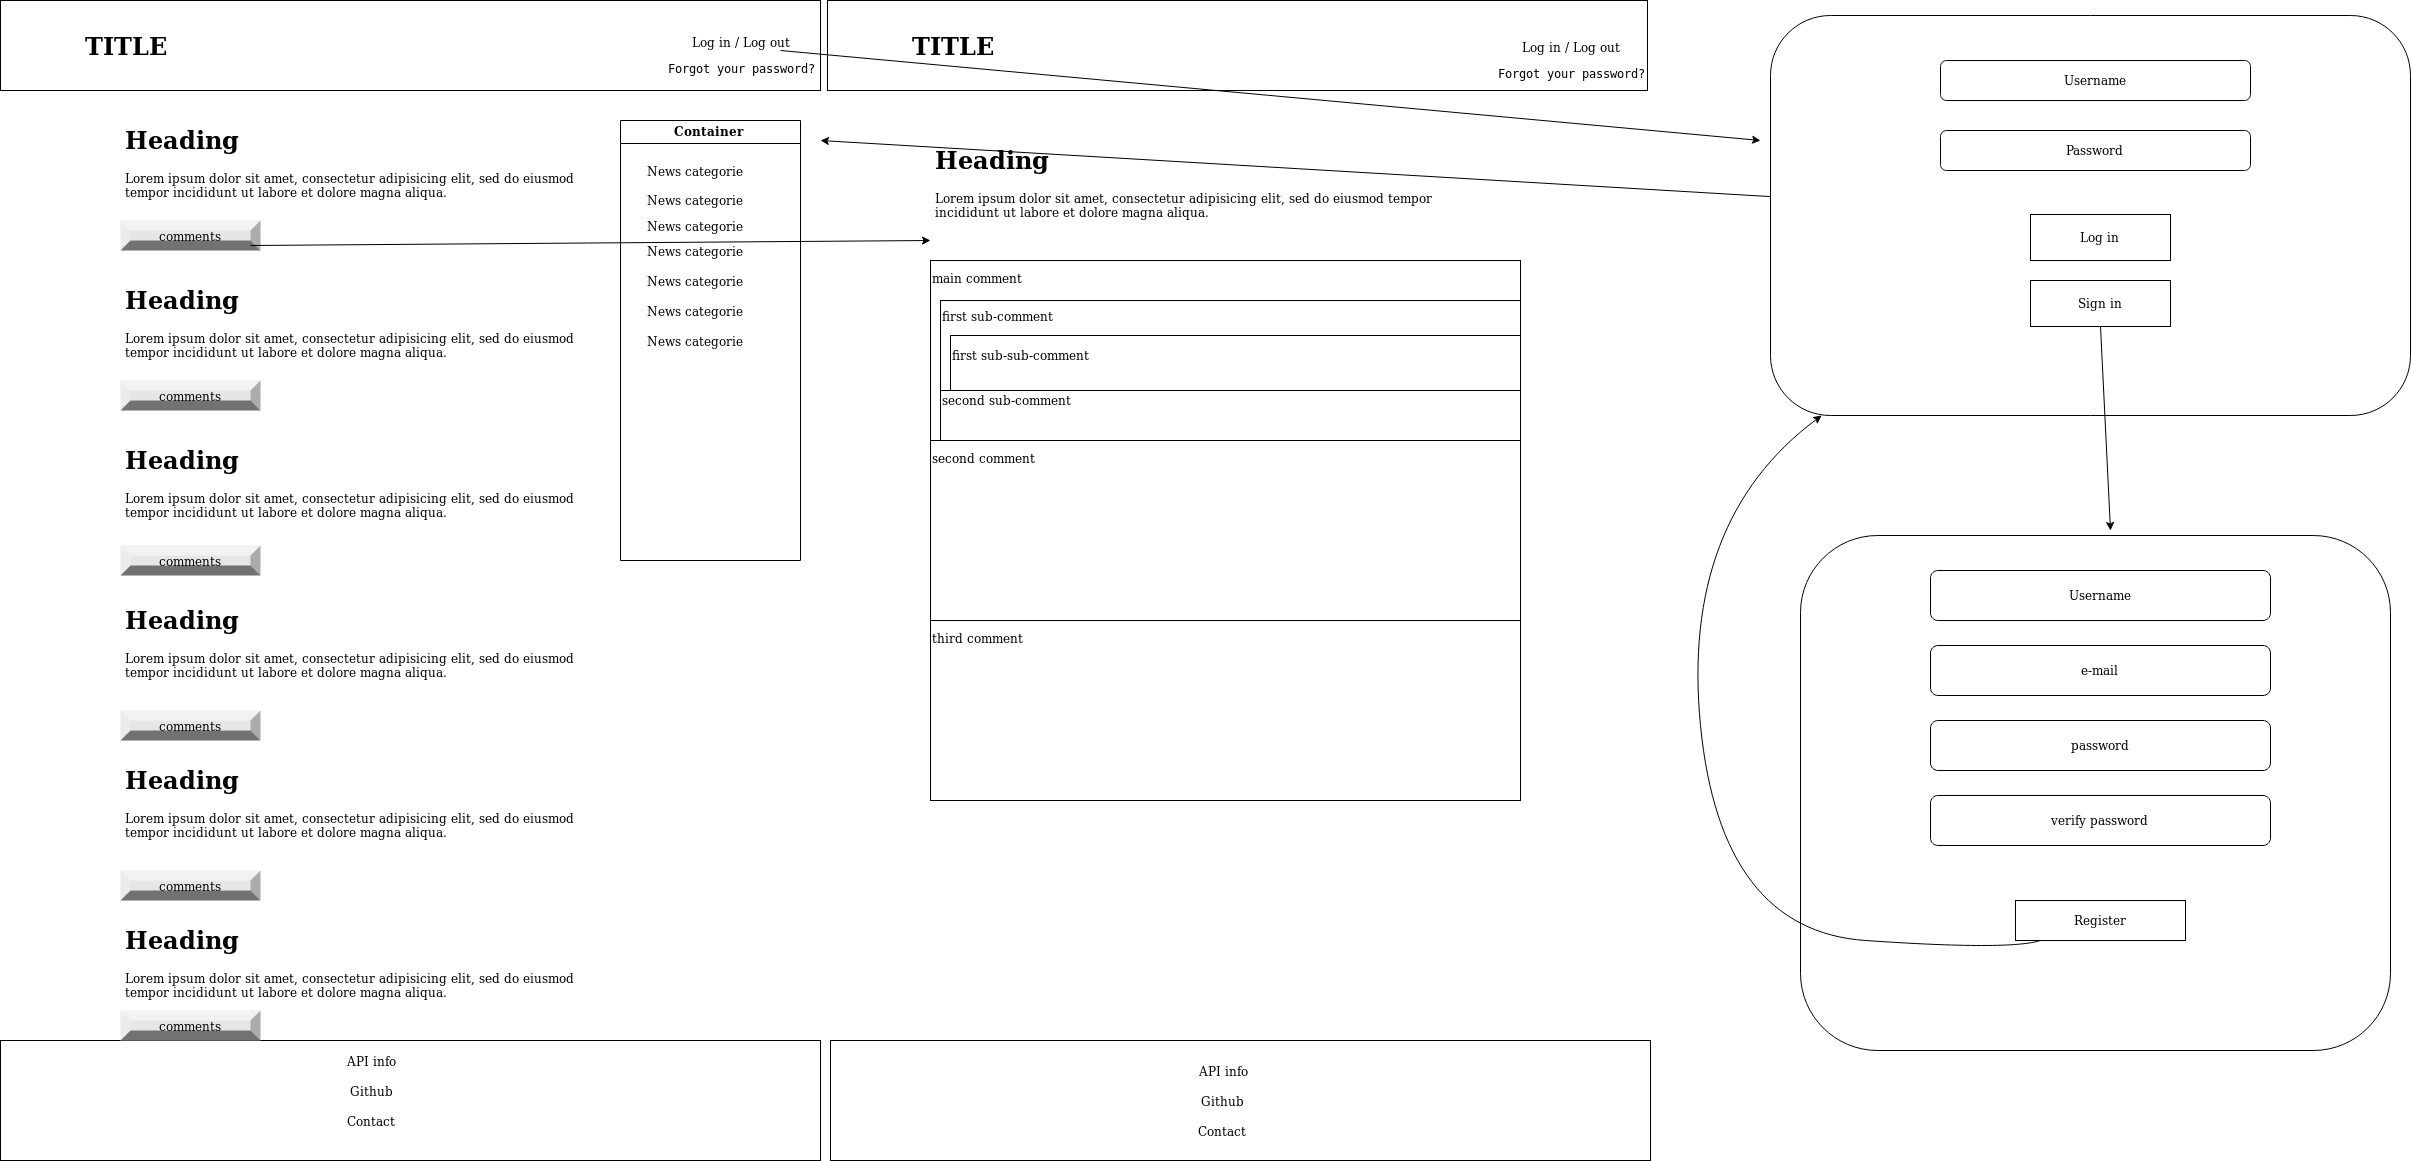 TITLE
Log in / Log out
Forgot your password?
Heading
Lorem ipsum dolor sit amet, consectetur adipisicing elit, sed do eiusmod
tempor incididunt ut labore et dolore magna aliqua.
comments
Heading
Lorem ipsum dolor sit amet, consectetur adipisicing elit, sed do eiusmod
tempor incididunt ut labore et dolore magna aliqua.
comments
Heading
Lorem ipsum dolor sit amet, consectetur adipisicing elit, sed do eiusmod
tempor incididunt ut labore et dolore magna aliqua.
comments
Heading
Lorem ipsum dolor sit amet, consectetur adipisicing elit, sed do eiusmod
tempor incididunt ut labore et dolore magna aliqua.
comments
Heading
Lorem ipsum dolor sit amet, consectetur adipisicing elit, sed do eiusmod
tempor incididunt ut labore et dolore magna aliqua.
comments
Heading
Lorem ipsum dolor sit amet, consectetur adipisicing elit, sed do eiusmod
tempor incididunt ut labore et dolore magna aliqua.
comments
Container
News categorie
News categorie
News categorie
News categorie
News categorie
News categorie
News categorie
API info
Github
Contact
TITLE
Log in / Log out
Forgot your password?
Heading
Lorem ipsum dolor sit amet, consectetur adipisicing elit, sed do eiusmod tempor
incididunt ut labore et dolore magna aliqua.
main comment
first sub-comment
first sub-sub-comment
second sub-comment
second comment
third comment
API info
Github
Contact
Username
Password
Log in
Sign in
Username
e-mail
password
verify password
Register